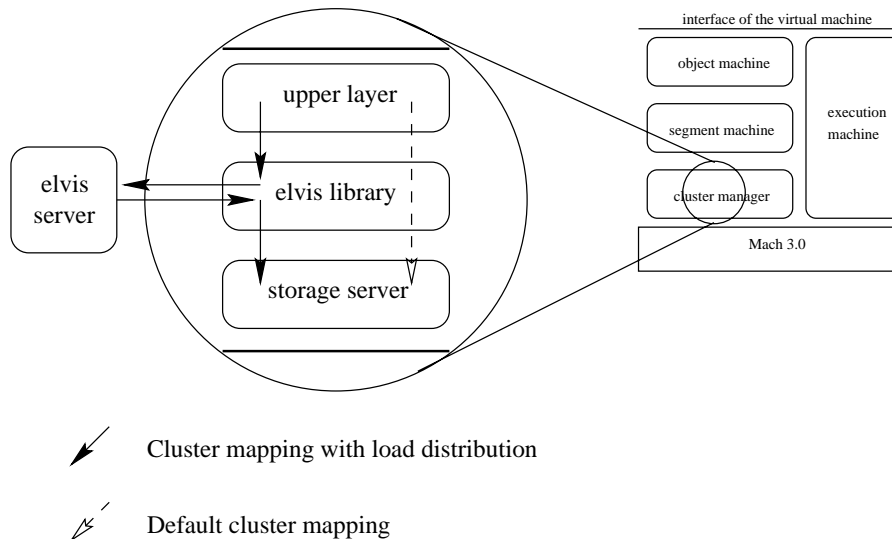 interface of the virtual machine
object machine
segment machine
cluster manager
execution
machine
Mach 3.0
upper layer
elvis library
storage server
elvis
server
Cluster mapping with load distribution
Default cluster mapping